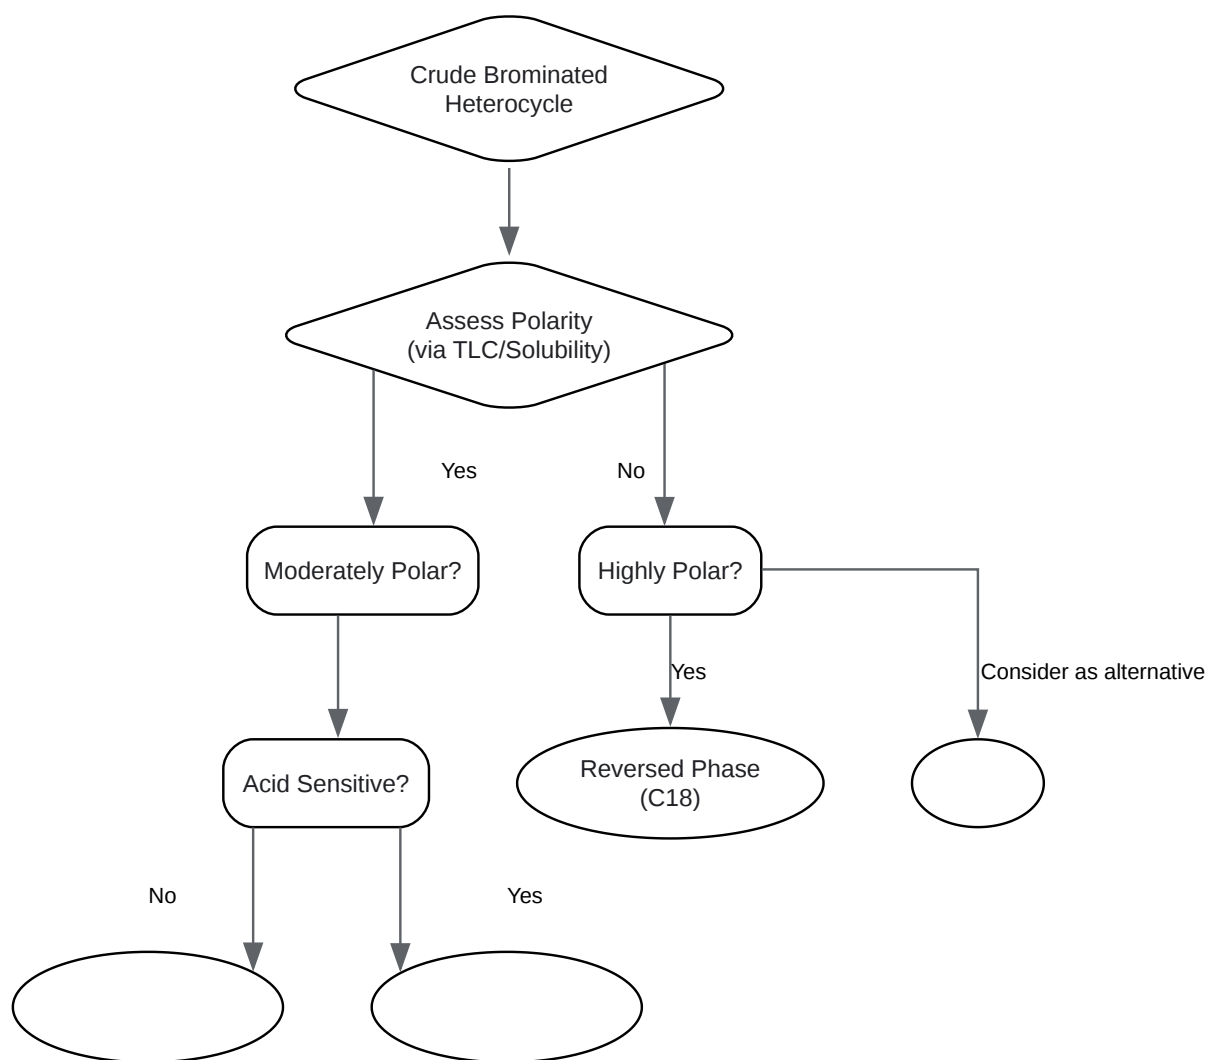 Crude Brominated
Heterocycle
Assess Polarity
(via TLC/Solubility)
Yes
No
Moderately Polar?
Highly Polar?
Yes
Consider as alternative
Acid Sensitive?
Reversed Phase
(C18)
No
Yes